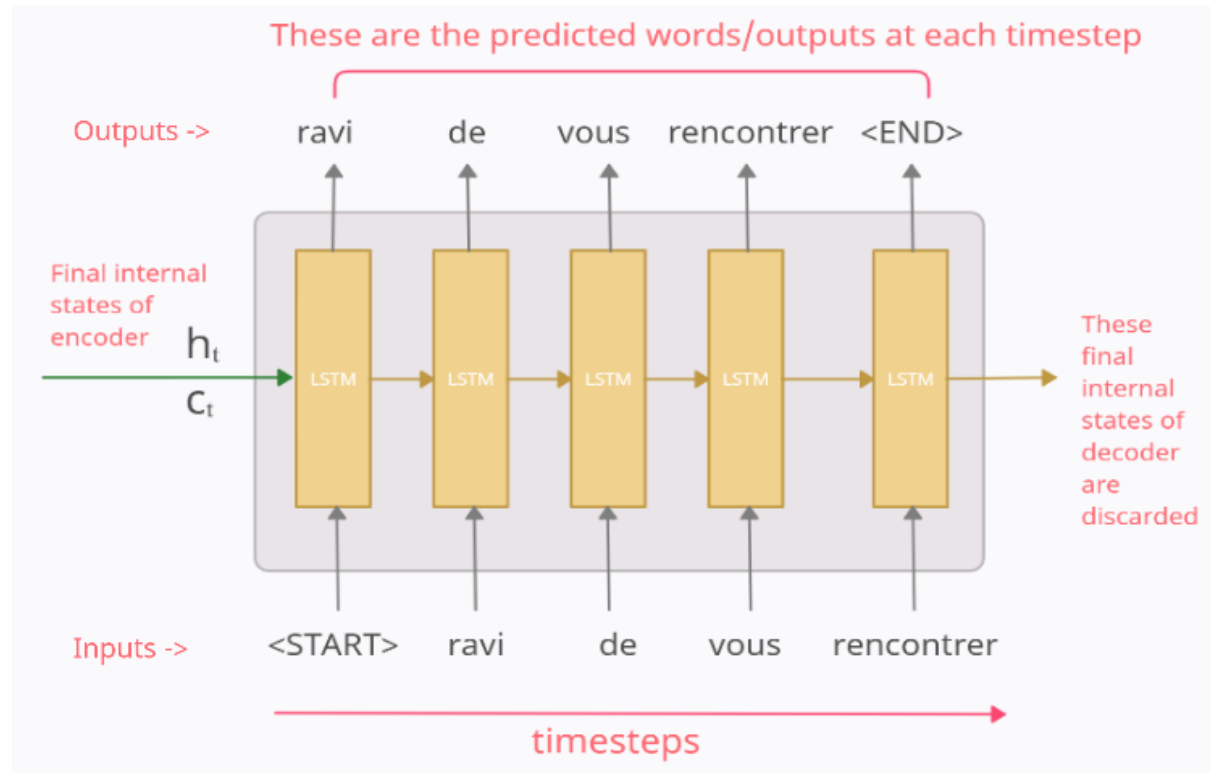 These are the predicted words/outputs at each timestep
Outputs -> ravi de vous rencontrer <END>
Final internal
states of
encoder
hₜ
cₜ
LSTM LSTM LSTM LSTM LSTM
These
final
internal
states of
decoder
are
discarded
Inputs -> <START> ravi de vous rencontrer
timesteps